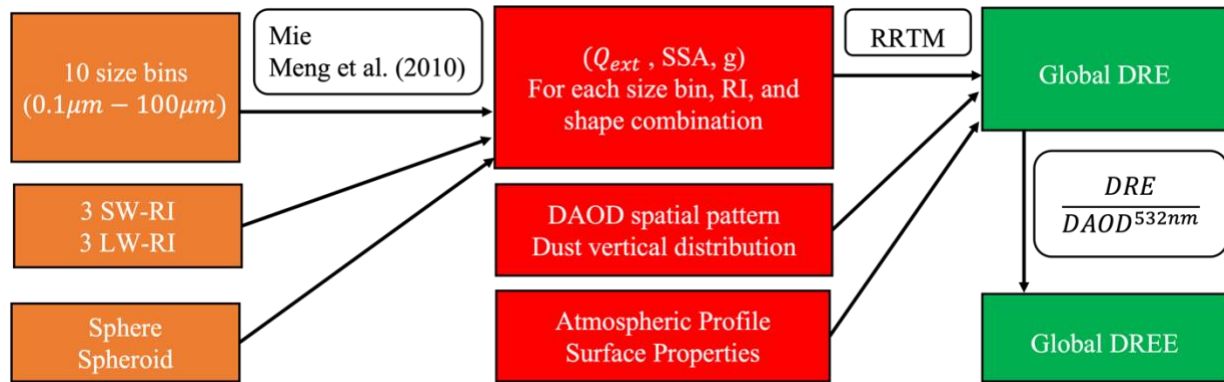 10 size bins
(0.1μm − 100μm)
Mie
Meng et al. (2010)
(Q_ext , SSA, g)
For each size bin, RI, and
shape combination
RRTM
Global DRE
3 SW-RI
3 LW-RI
DAOD spatial pattern
Dust vertical distribution
DRE
DAOD^532nm
Sphere
Spheroid
Atmospheric Profile
Surface Properties
Global DREE